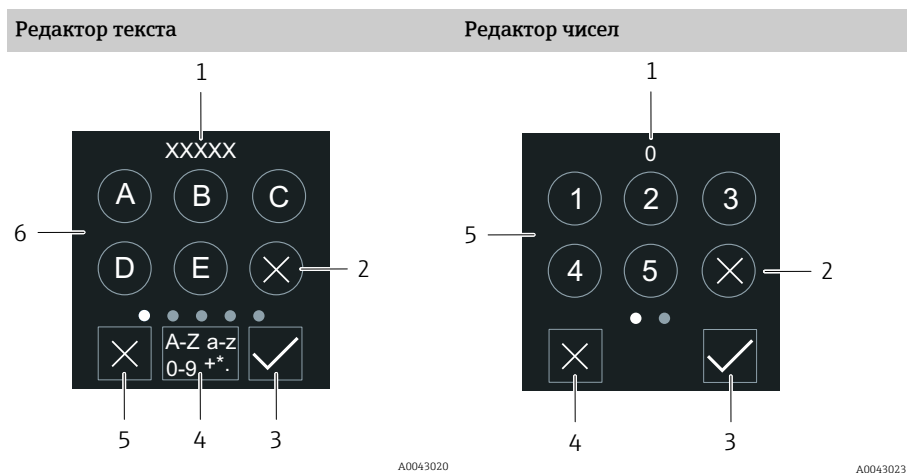 Редактор текста
Редактор чисел
1
XXXXX
A B C
6
D E
2
A-Z a-z
0-9 +*.
5 4 3
A0043020
1
0
1 2 3
5
4 5
2
4 3
A0043023